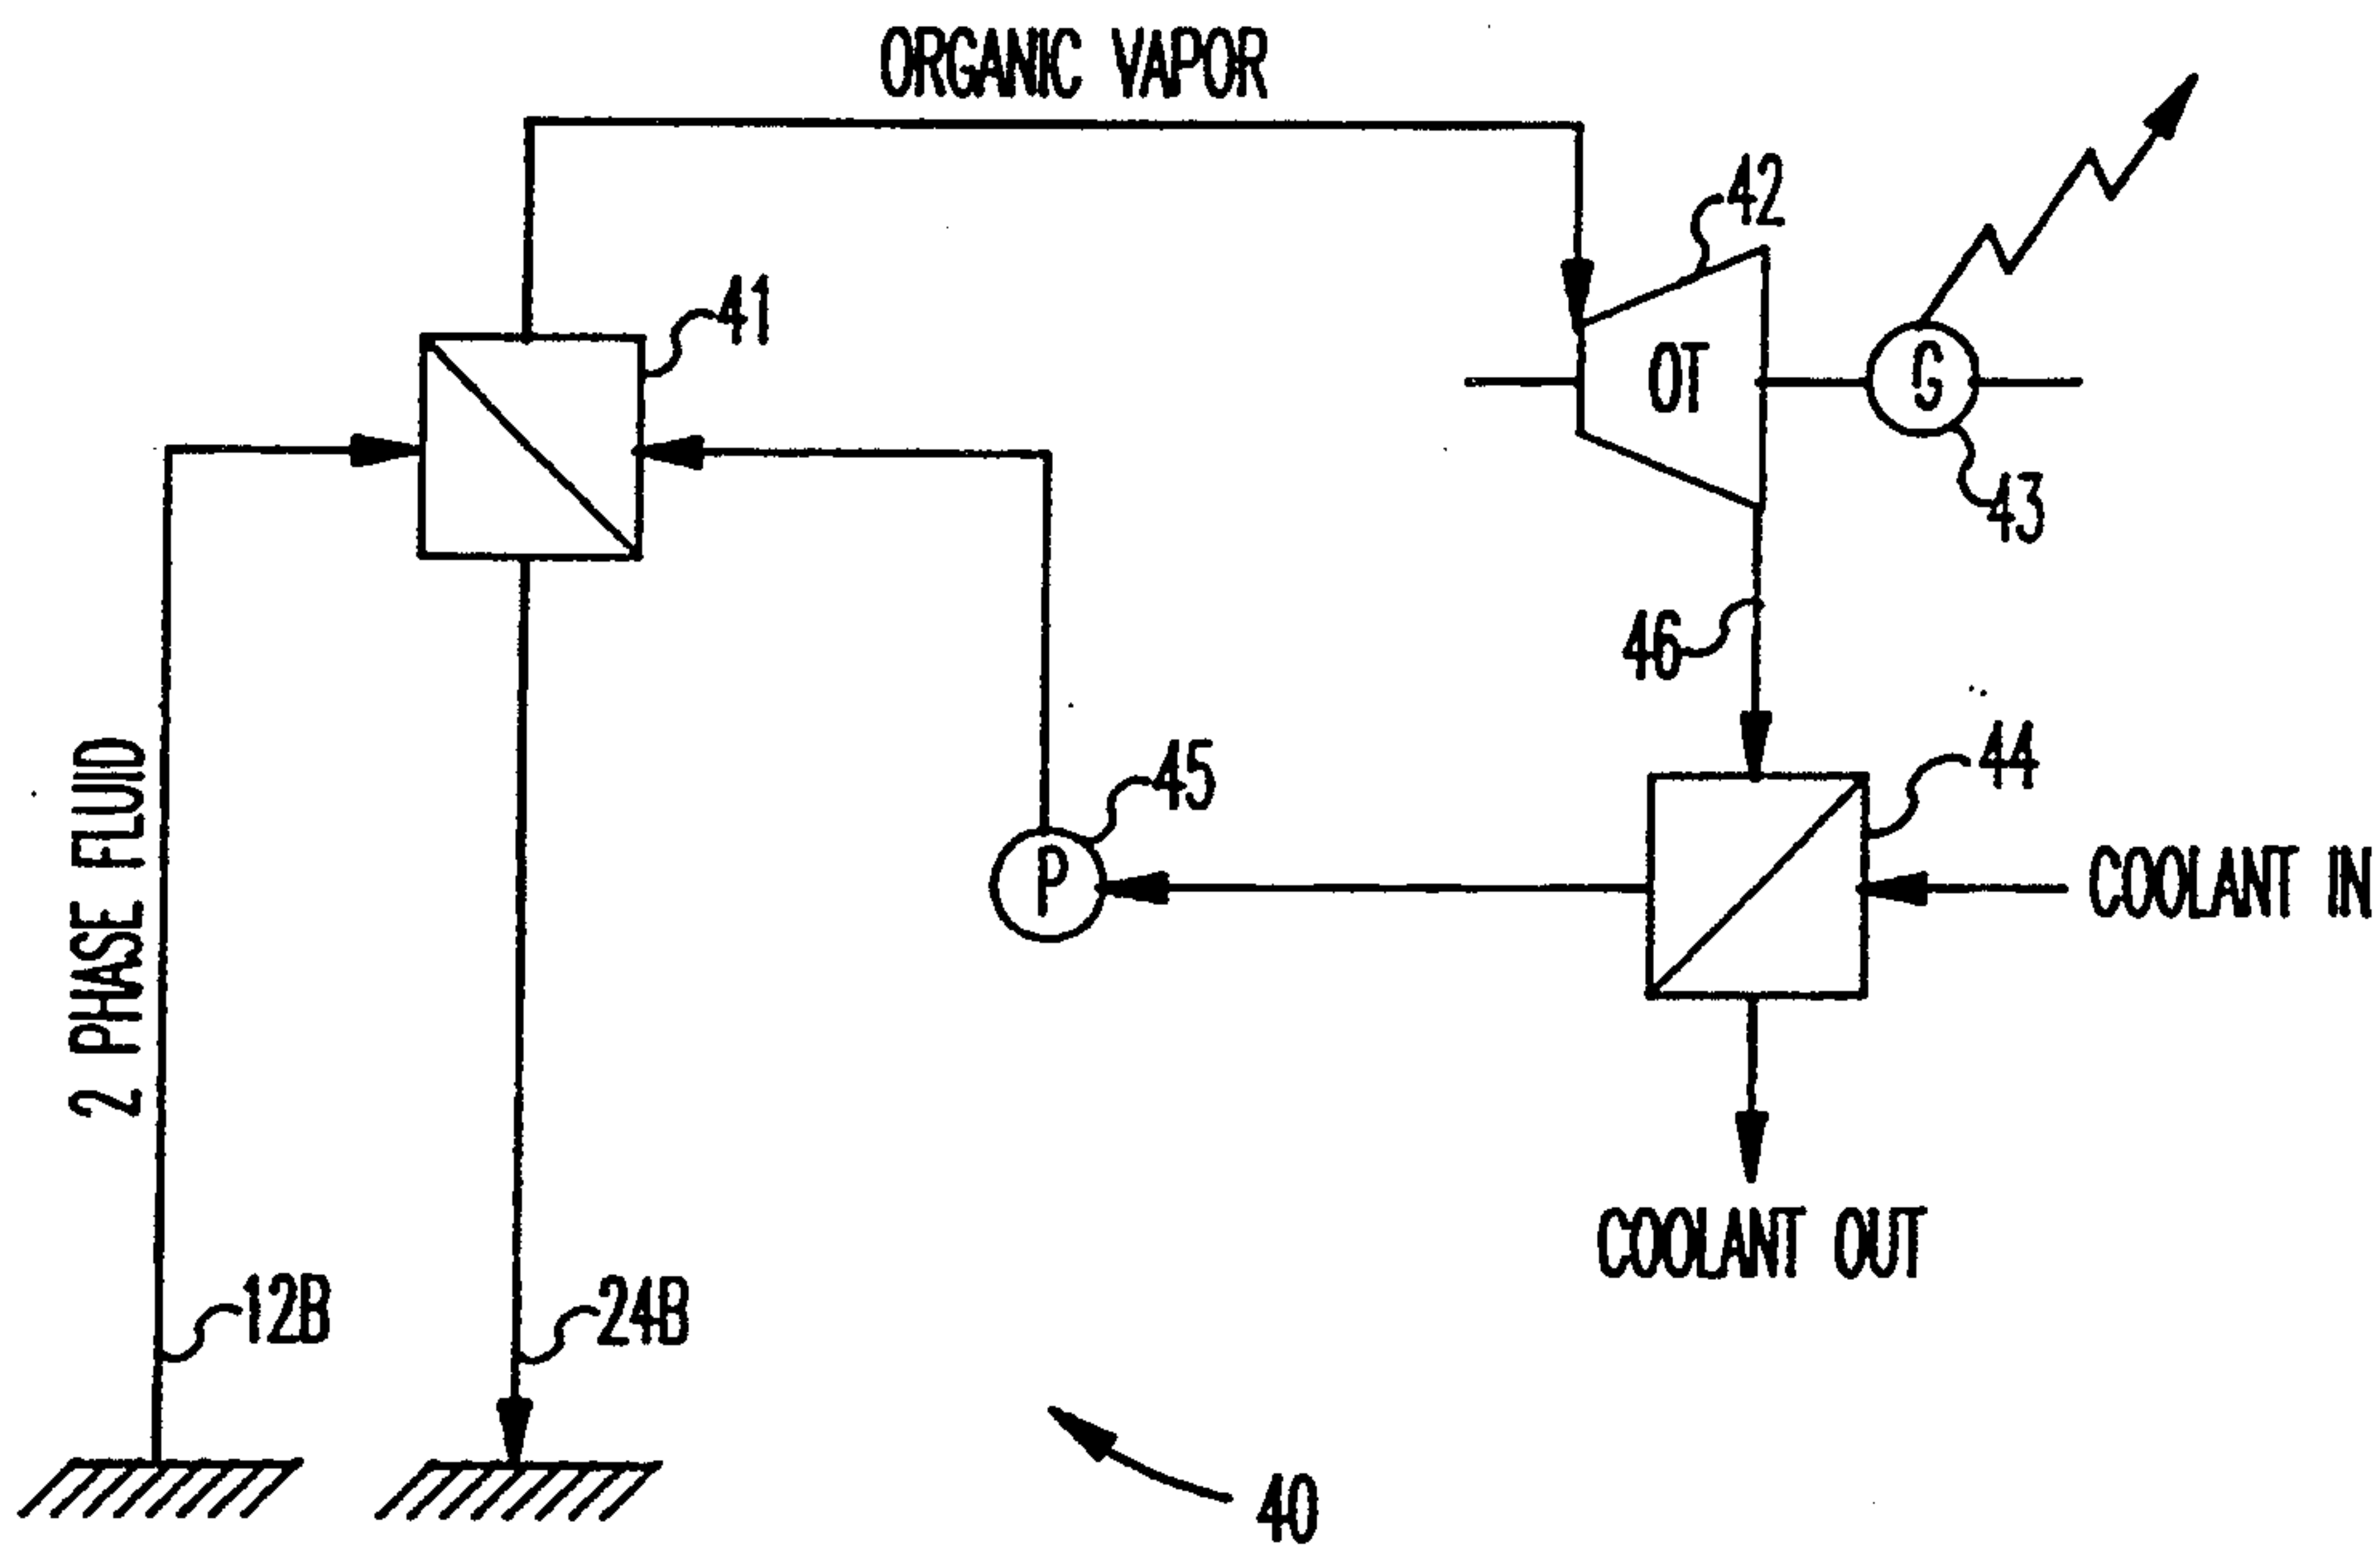 ORGANIC VAPOR
42
41
OT
G
43
46
44
45
P
COOLANT IN
2 PHASE FLUID
COOLANT OUT
12B
24B
40